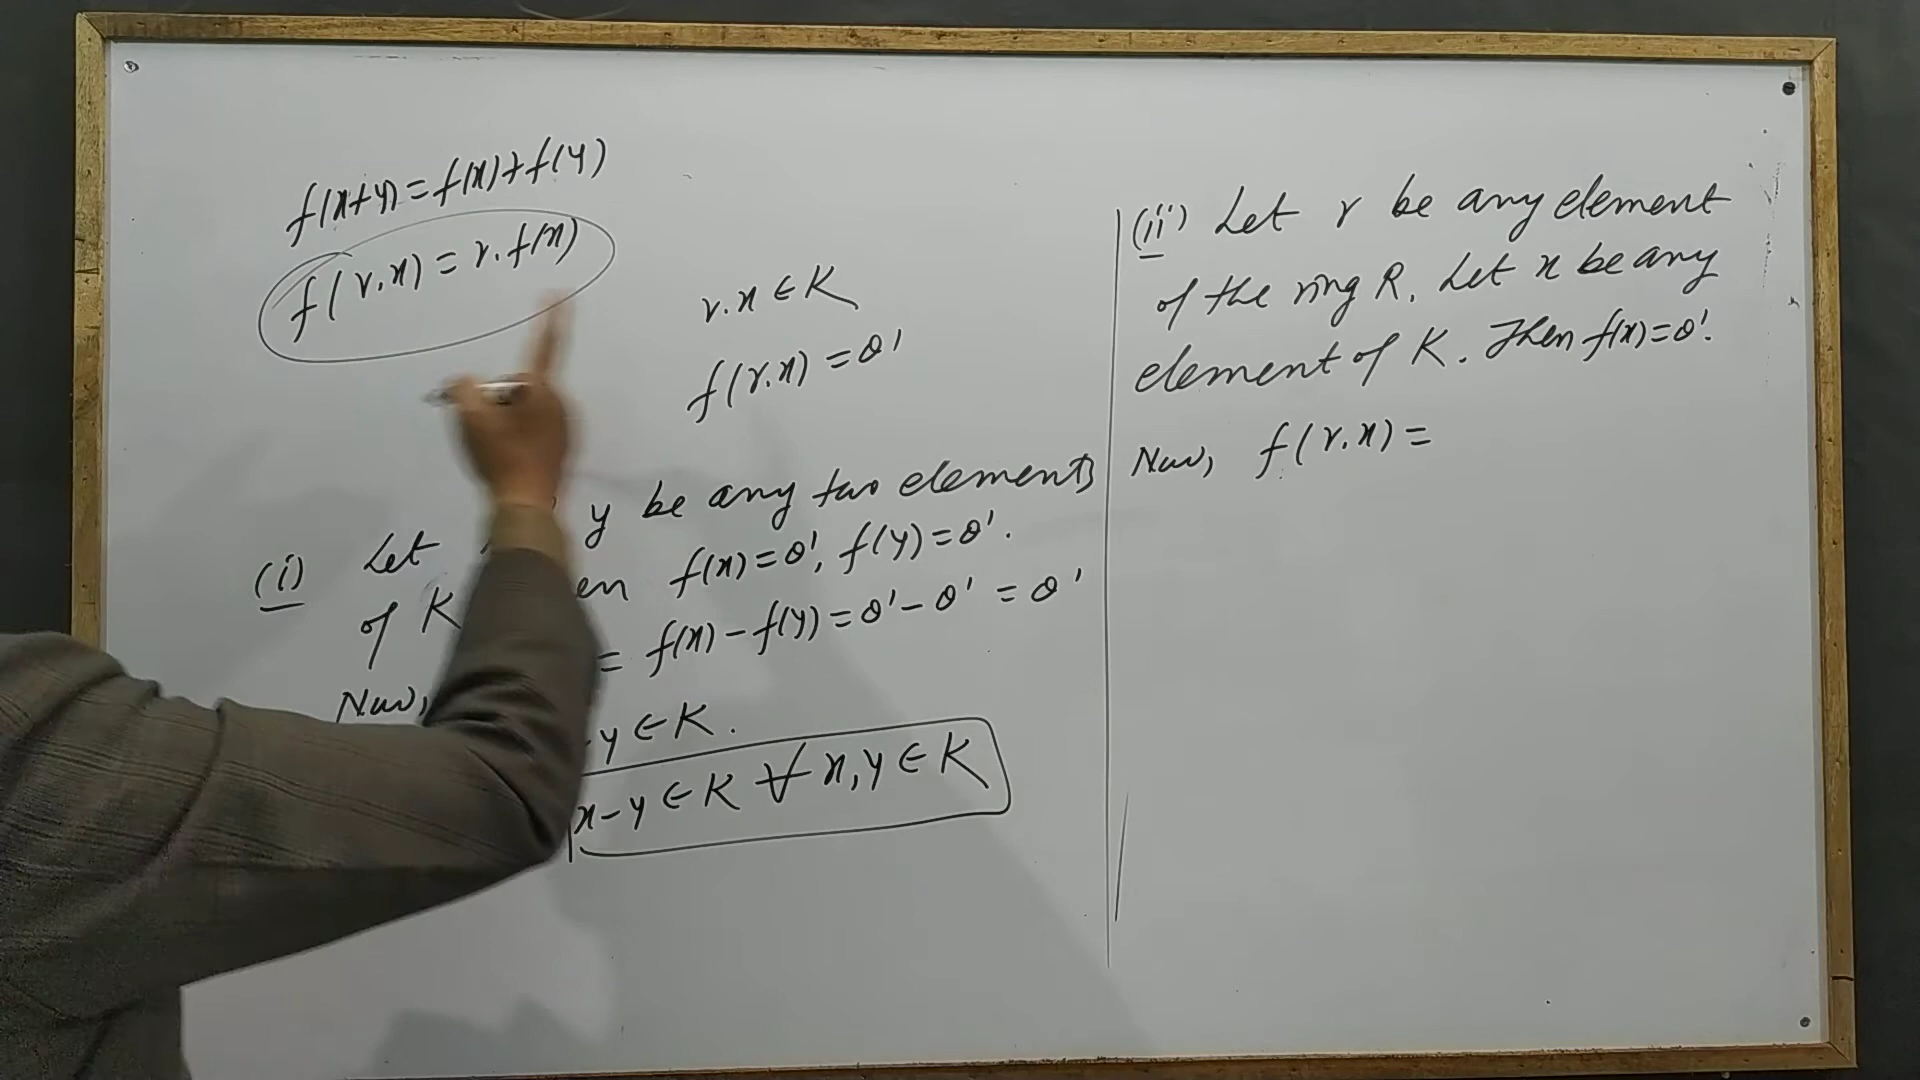 f(x+y)=f(x)+f(y)
f(r.x)=r.f(x)
r.x∈K
f(r.x)=0'
(i) Let y be any two elements
of K en f(x)=0', f(y)=0'.
Now, = f(x)-f(y)=0'-0'=0'
-y∈K.
x-y∈K ∀ x,y∈K
(ii) Let r be any element
of the ring R. Let x be any
element of K. Then f(x)=0'.
Now, f(r.x)=